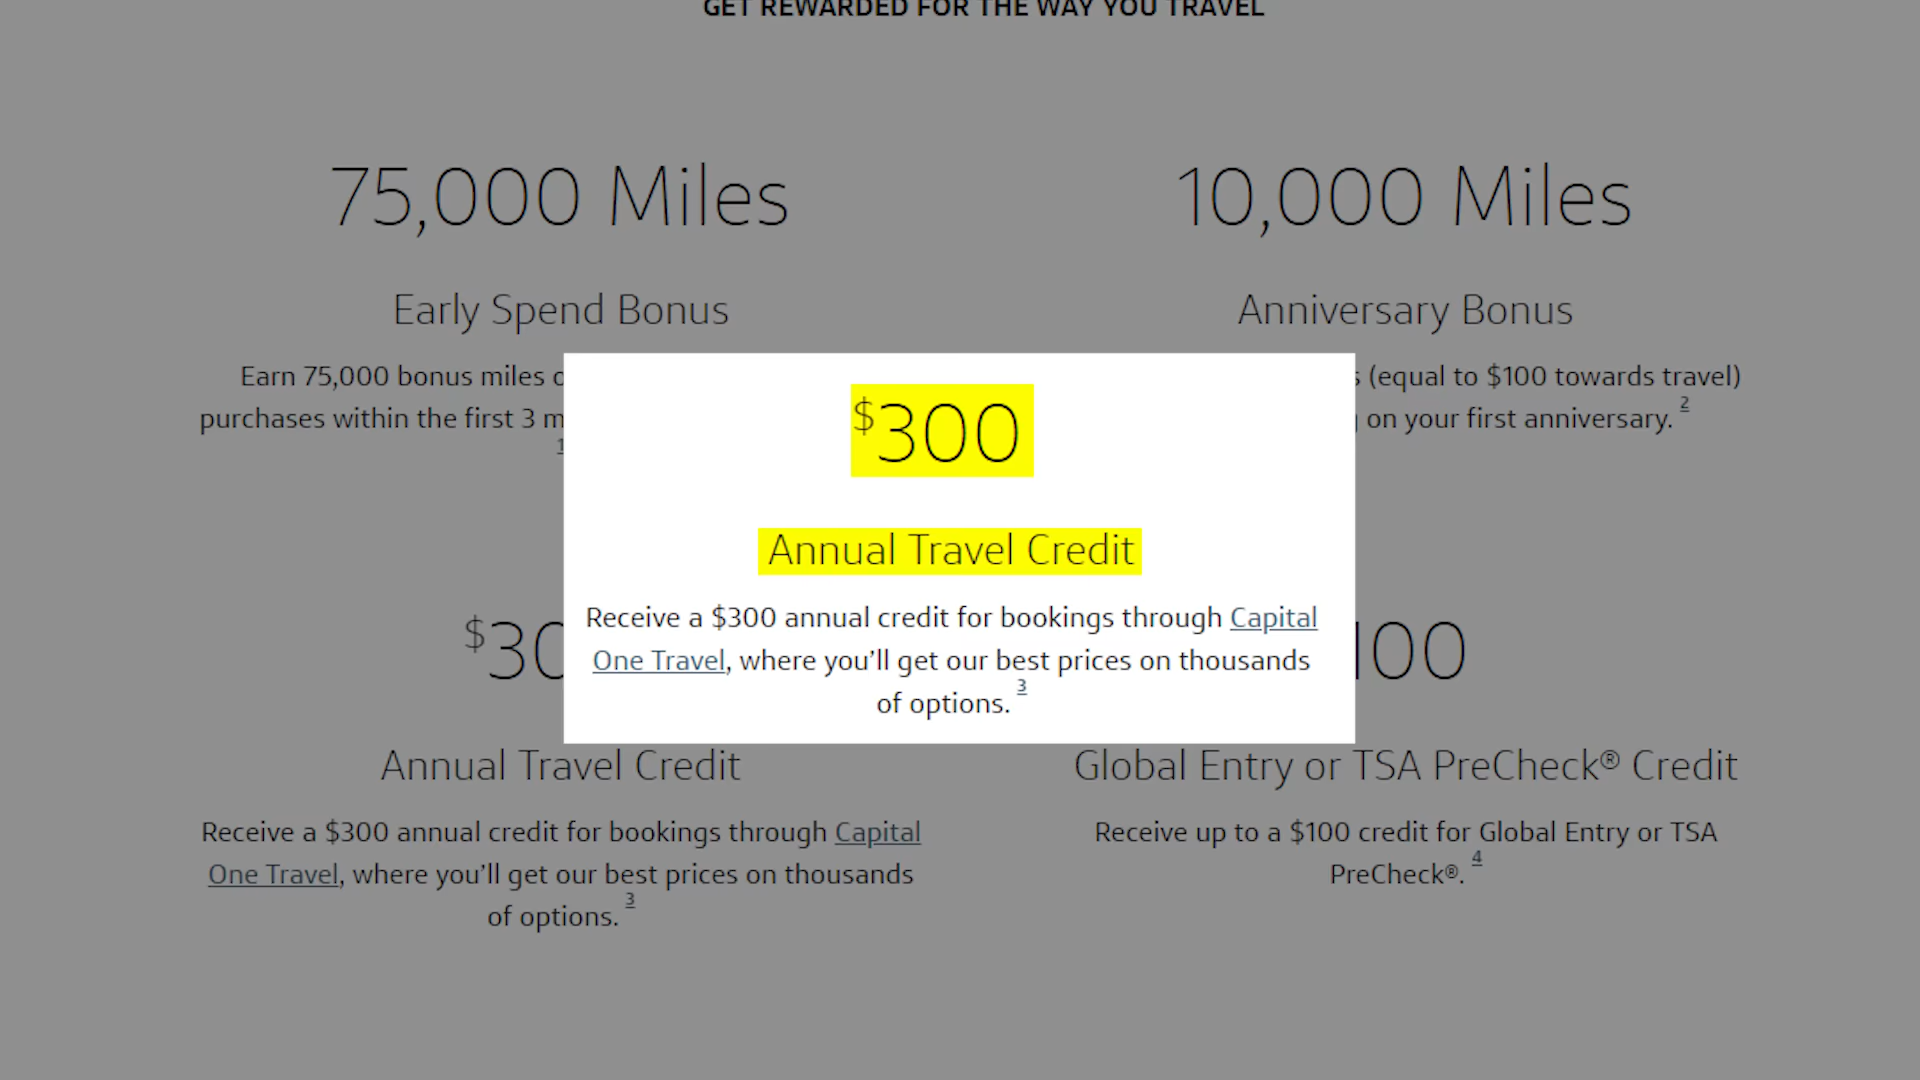 GET REWARDED FOR THE WAY YOU TRAVEL
75,000 Miles
Early Spend Bonus
Earn 75,000 bonus miles
purchases within the first 3
1
10,000 Miles
Anniversary Bonus
(equal to $100 towards travel)
on your first anniversary. 2
$300
Annual Travel Credit
Receive a $300 annual credit for bookings through Capital
One Travel, where you’ll get our best prices on thousands
of options. 3
$30
Annual Travel Credit
Receive a $300 annual credit for bookings through Capital
One Travel, where you’ll get our best prices on thousands
of options. 3
100
Global Entry or TSA PreCheck® Credit
Receive up to a $100 credit for Global Entry or TSA
PreCheck®. 4